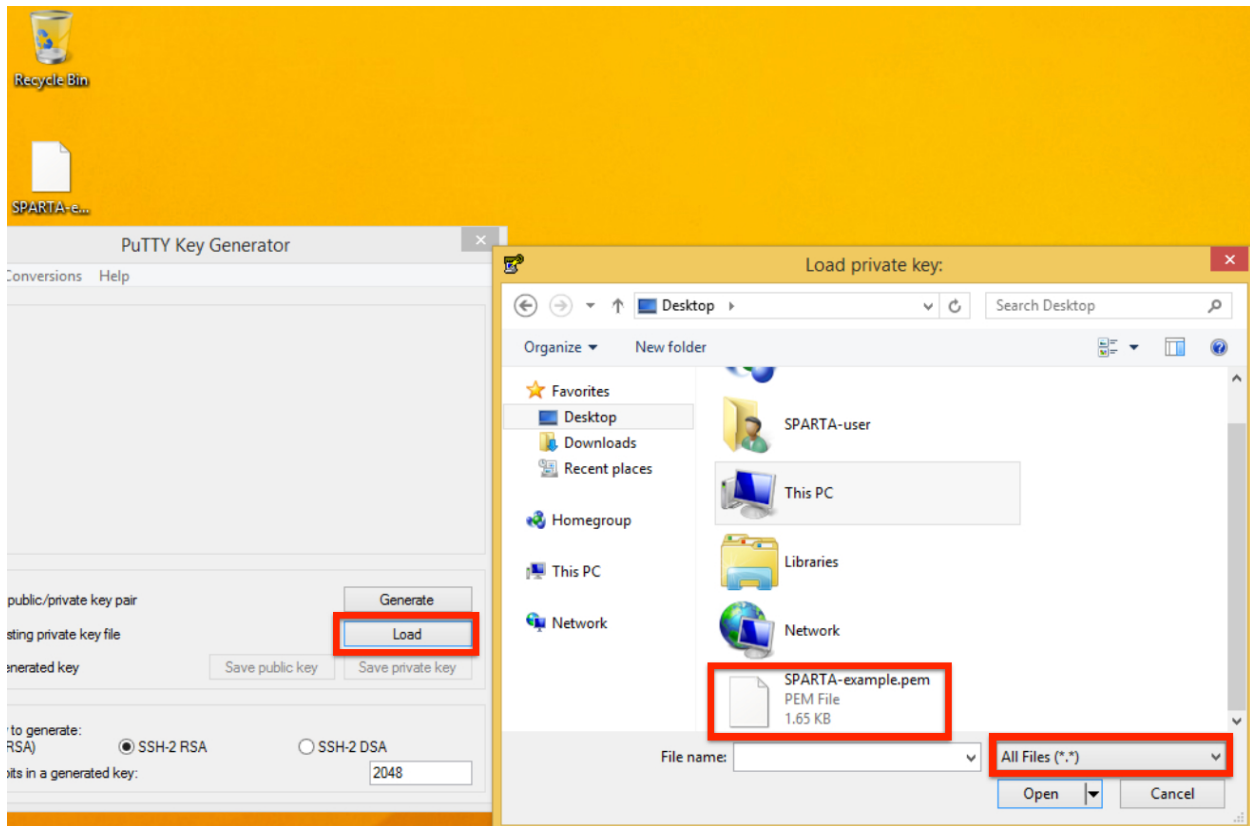 Recycle Bin
SPARTA-e...
PuTTY Key Generator
Conversions Help
public/private key pair
Generate
sting private key file
Load
enerated key
Save public key
Save private key
to generate:
RSA)
SSH-2 RSA
SSH-2 DSA
bits in a generated key:
2048
Load private key:
Desktop
Search Desktop
Organize
New folder
Favorites
Desktop
Downloads
Recent places
Homegroup
This PC
Network
SPARTA-user
This PC
Libraries
Network
SPARTA-example.pem
PEM File
1.65 KB
File name:
All Files (*.*)
Open
Cancel